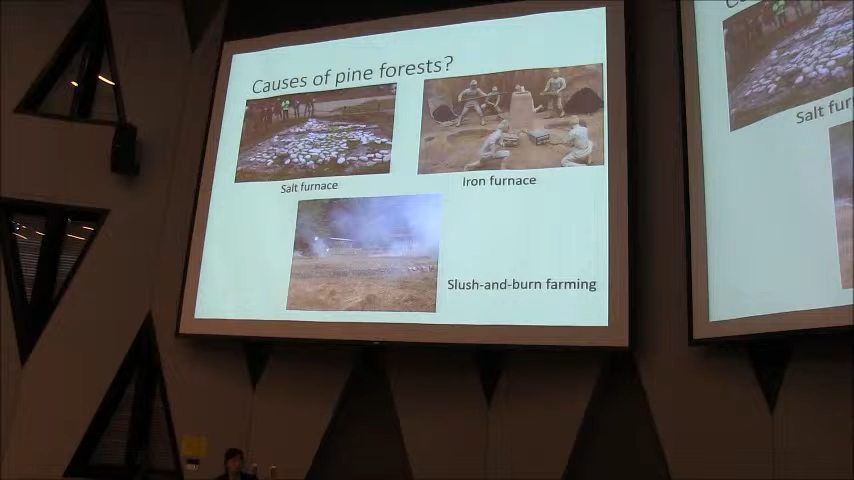 Causes of pine forests?
Salt furnace
Iron furnace
Slush-and-burn farming
Salt fur